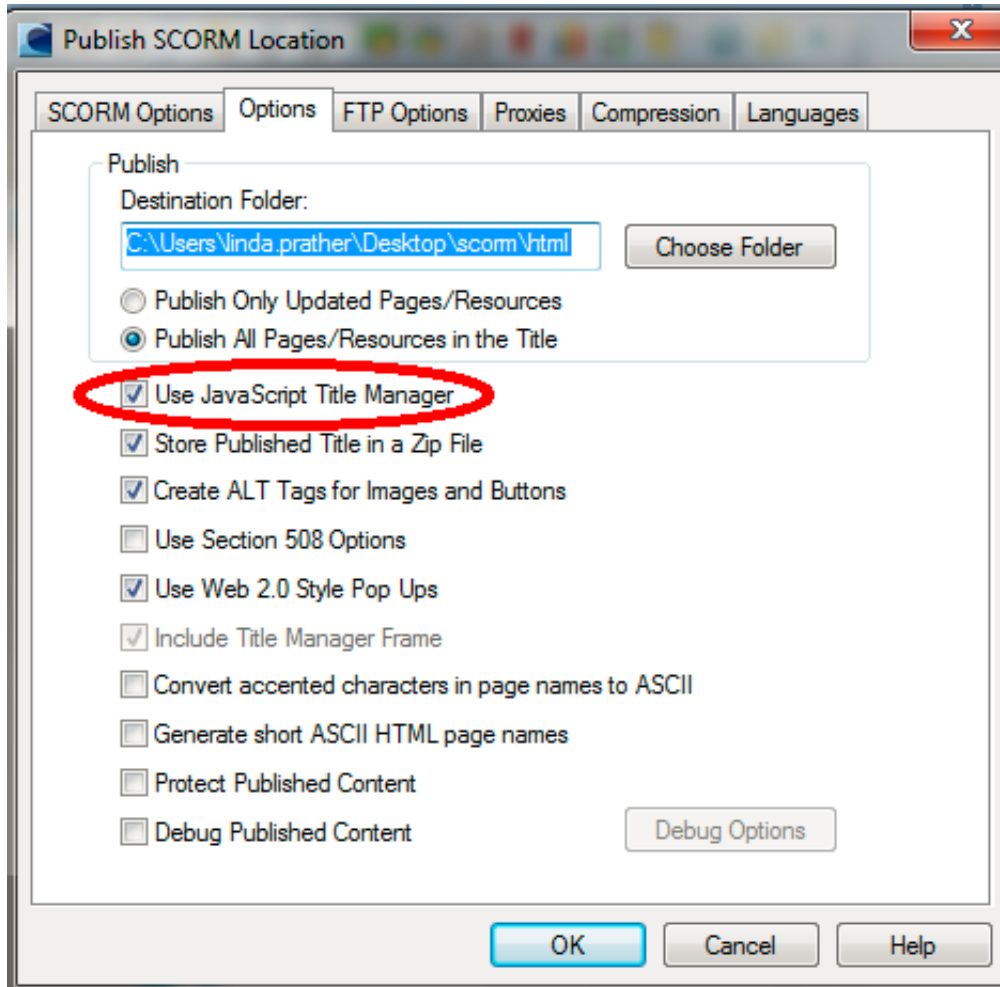 Publish SCORM Location
X
SCORM Options Options FTP Options Proxies Compression Languages
Publish
Destination Folder:
C:\Users\linda.prather\Desktop\scorm\html Choose Folder
Publish Only Updated Pages/Resources
Publish All Pages/Resources in the Title
Use JavaScript Title Manager
Store Published Title in a Zip File
Create ALT Tags for Images and Buttons
Use Section 508 Options
Use Web 2.0 Style Pop Ups
Include Title Manager Frame
Convert accented characters in page names to ASCII
Generate short ASCII HTML page names
Protect Published Content
Debug Published Content Debug Options
OK Cancel Help